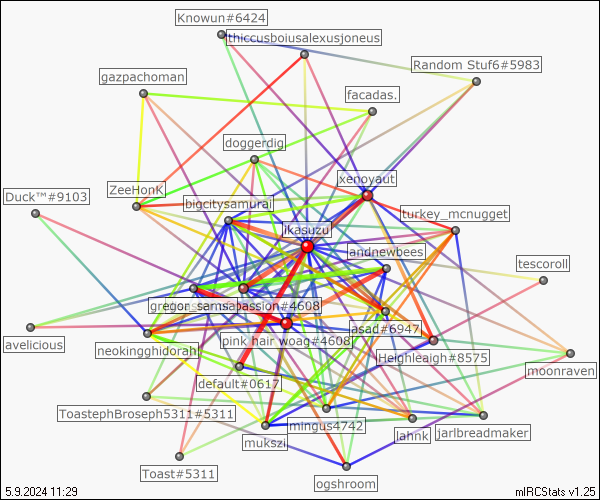 Knowun#6424
thiccusboiusalexusjoneus
Random Stuf6#5983
gazpachoman
facadas.
doggerdig
xenoyaut
ZeeHonK
Duck™#9103
bigcitysamurai
turkey_mcnugget
ikasuzu
andnewbees
tescoroll
gregor
samsabassion#4608
asad#6947
avelicious
neokingghidorah
pink hair woag#4608
Heighleaigh#8575
moonraven
default#0617
ToastephBroseph5311#5311
mingus4742
mukszi
lahnk
jarlbreadmaker
Toast#5311
ogshroom
5.9.2024 11:29
mIRCStats v1.25